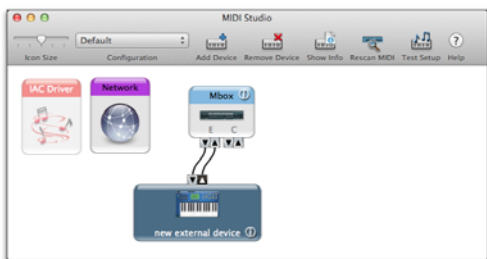 MIDI Studio
Default
Icon Size Configuration Add Device Remove Device Show Info Rescan MIDI Test Setup Help
IAC Driver Network
Mbox
E C
new external device